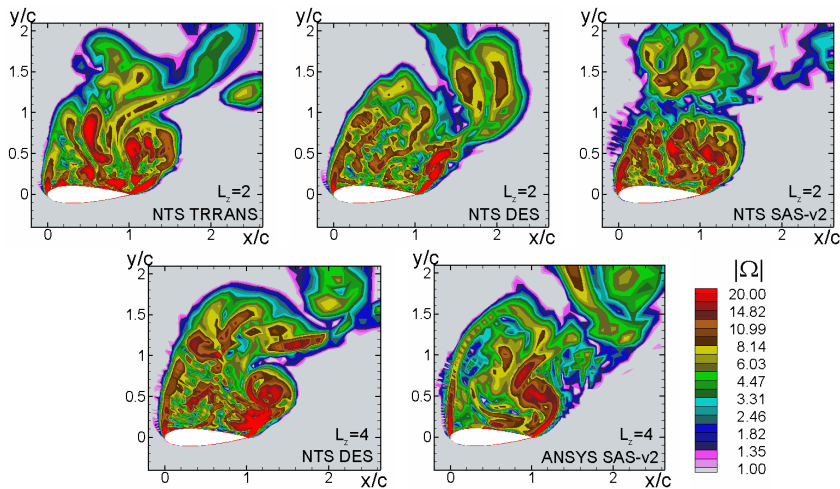 y/c
2
1.5
1
0.5
0
0
1
2
x/c
L_z=2
NTS TRRANS
y/c
2
1.5
1
0.5
0
0
1
2
x/c
L_z=2
NTS DES
y/c
2
1.5
1
0.5
0
0
1
2
x/c
L_z=2
NTS SAS-v2
y/c
2
1.5
1
0.5
0
0
1
2
x/c
L_z=4
NTS DES
y/c
2
1.5
1
0.5
0
0
1
2
x/c
L_z=4
ANSYS SAS-v2
|Ω|
20.00
14.82
10.99
8.14
6.03
4.47
3.31
2.46
1.82
1.35
1.00